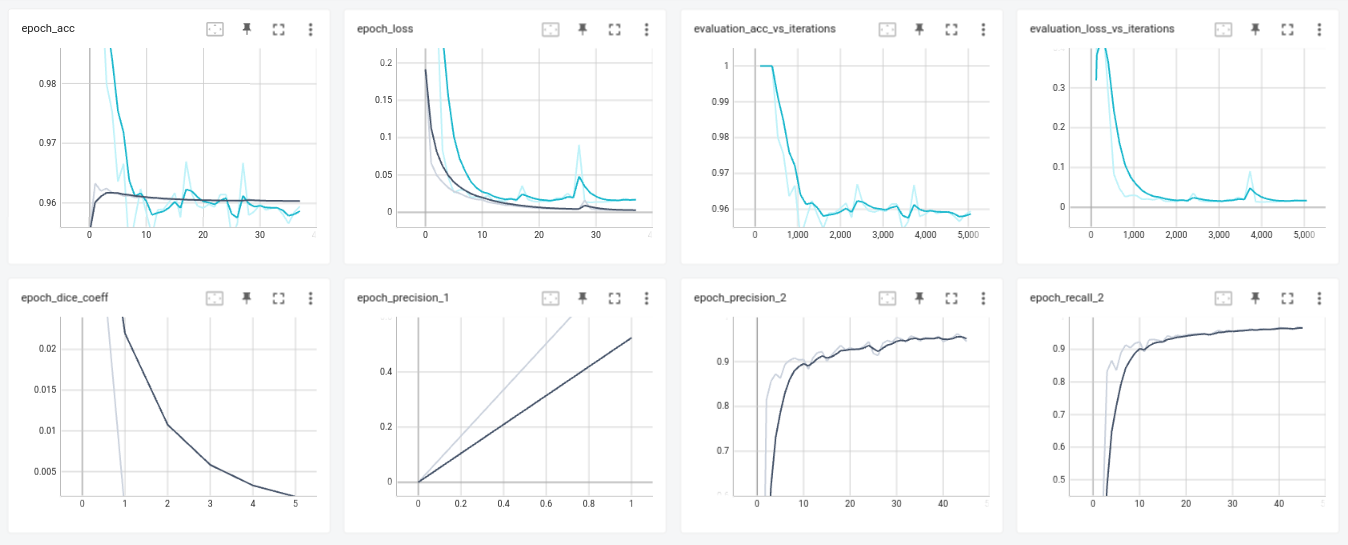 epoch_acc
0.98
0.97
0.96
0 10 20 30
epoch_loss
0.2
0.15
0.1
0.05
0
0 10 20 30
evaluation_acc_vs_iterations
1
0.99
0.98
0.97
0.96
0 1,000 2,000 3,000 4,000 5,000
evaluation_loss_vs_iterations
0.3
0.2
0.1
0
0 1,000 2,000 3,000 4,000 5,000
epoch_dice_coeff
0.02
0.015
0.01
0.005
0 1 2 3 4 5
epoch_precision_1
0.4
0.2
0
0 0.2 0.4 0.6 0.8 1
epoch_precision_2
0.9
0.8
0.7
0 10 20 30 40
epoch_recall_2
0.9
0.8
0.7
0.6
0.5
0 10 20 30 40